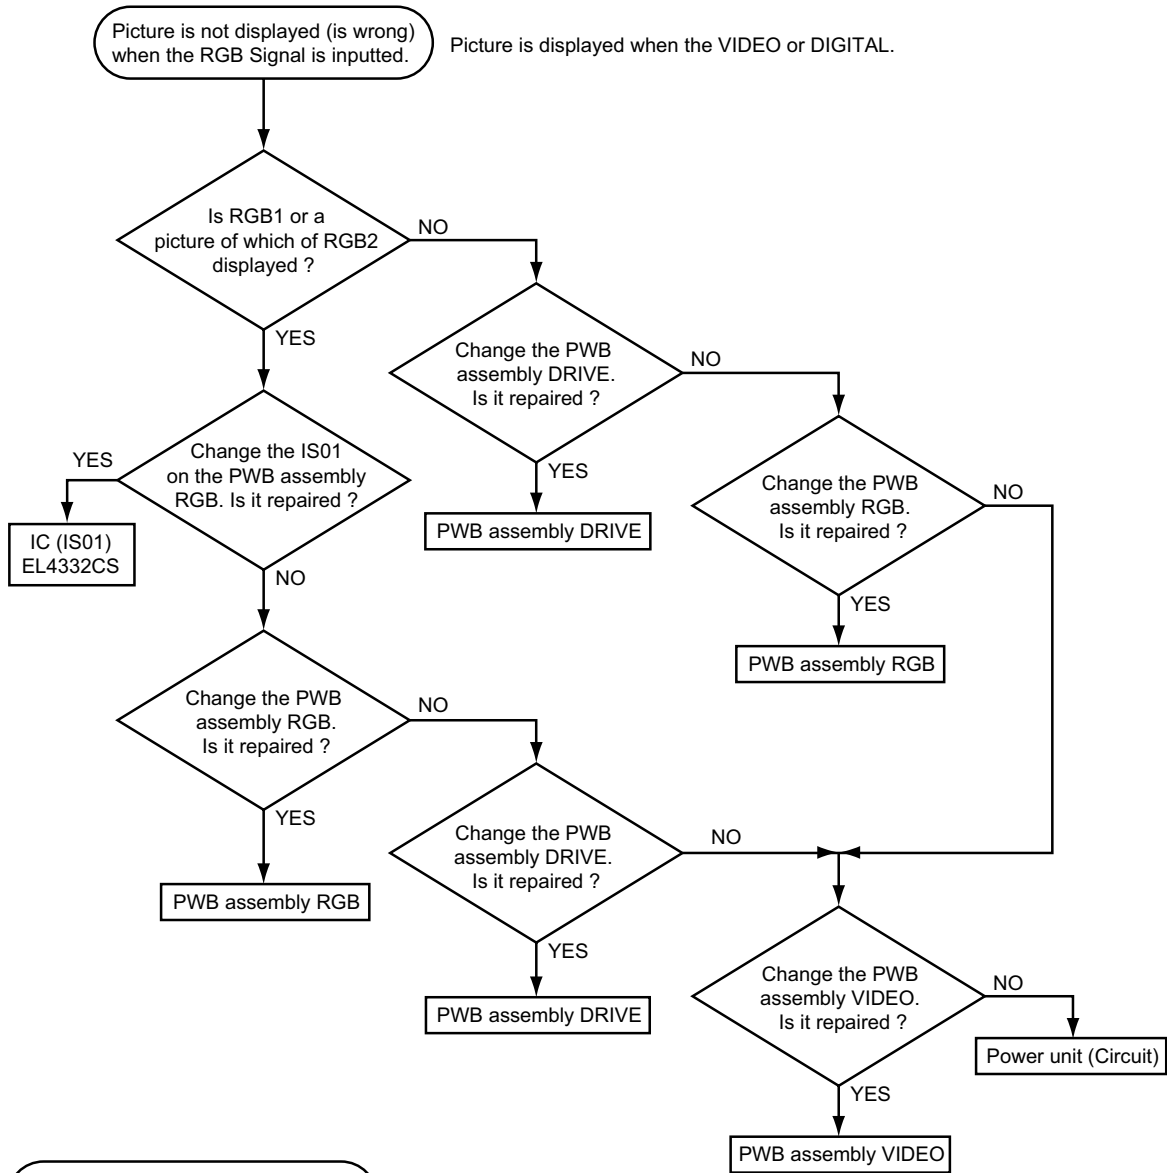 Picture is not displayed (is wrong)
when the RGB Signal is inputted.
Picture is displayed when the VIDEO or DIGITAL.
Is RGB1 or a
picture of which of RGB2
displayed ?
NO
YES
Change the PWB
assembly DRIVE.
Is it repaired ?
NO
YES
PWB assembly DRIVE
Change the IS01
on the PWB assembly
RGB. Is it repaired ?
YES
IC (IS01)
EL4332CS
NO
Change the PWB
assembly RGB.
Is it repaired ?
NO
YES
PWB assembly RGB
Change the PWB
assembly RGB.
Is it repaired ?
NO
YES
PWB assembly RGB
Change the PWB
assembly DRIVE.
Is it repaired ?
NO
YES
PWB assembly DRIVE
Change the PWB
assembly VIDEO.
Is it repaired ?
NO
Power unit (Circuit)
YES
PWB assembly VIDEO